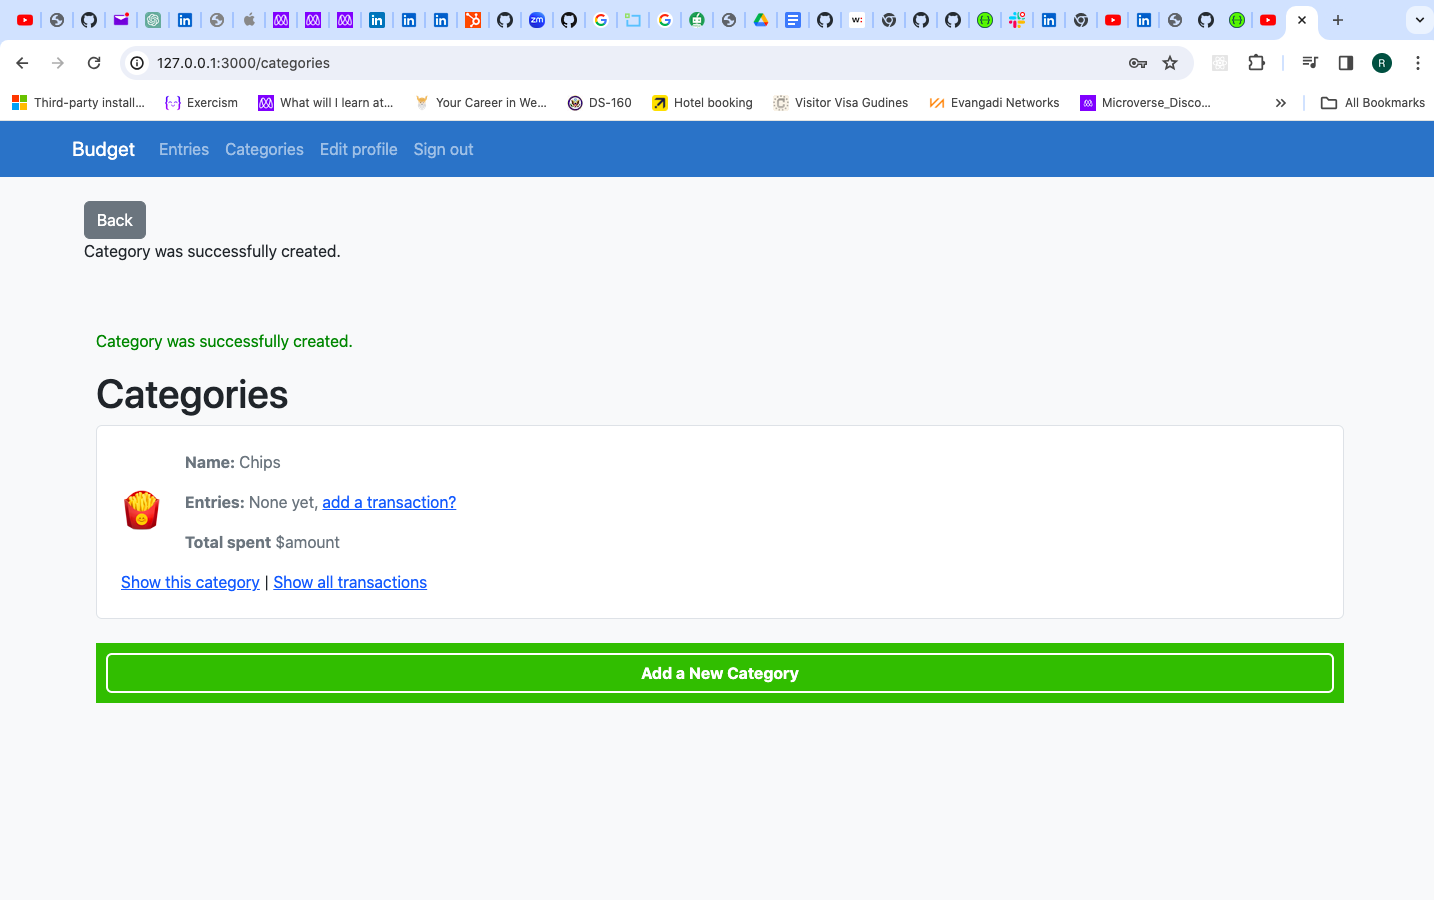 127.0.0.1:3000/categories
R
Third-party install...
Exercism
What will I learn at...
Your Career in We...
DS-160
Hotel booking
Visitor Visa Gudines
Evangadi Networks
Microverse_Disco...
All Bookmarks
Budget Entries Categories Edit profile Sign out
Back
Category was successfully created.
Category was successfully created.
Categories
Name: Chips
Entries: None yet, add a transaction?
Total spent $amount
Show this category | Show all transactions
Add a New Category